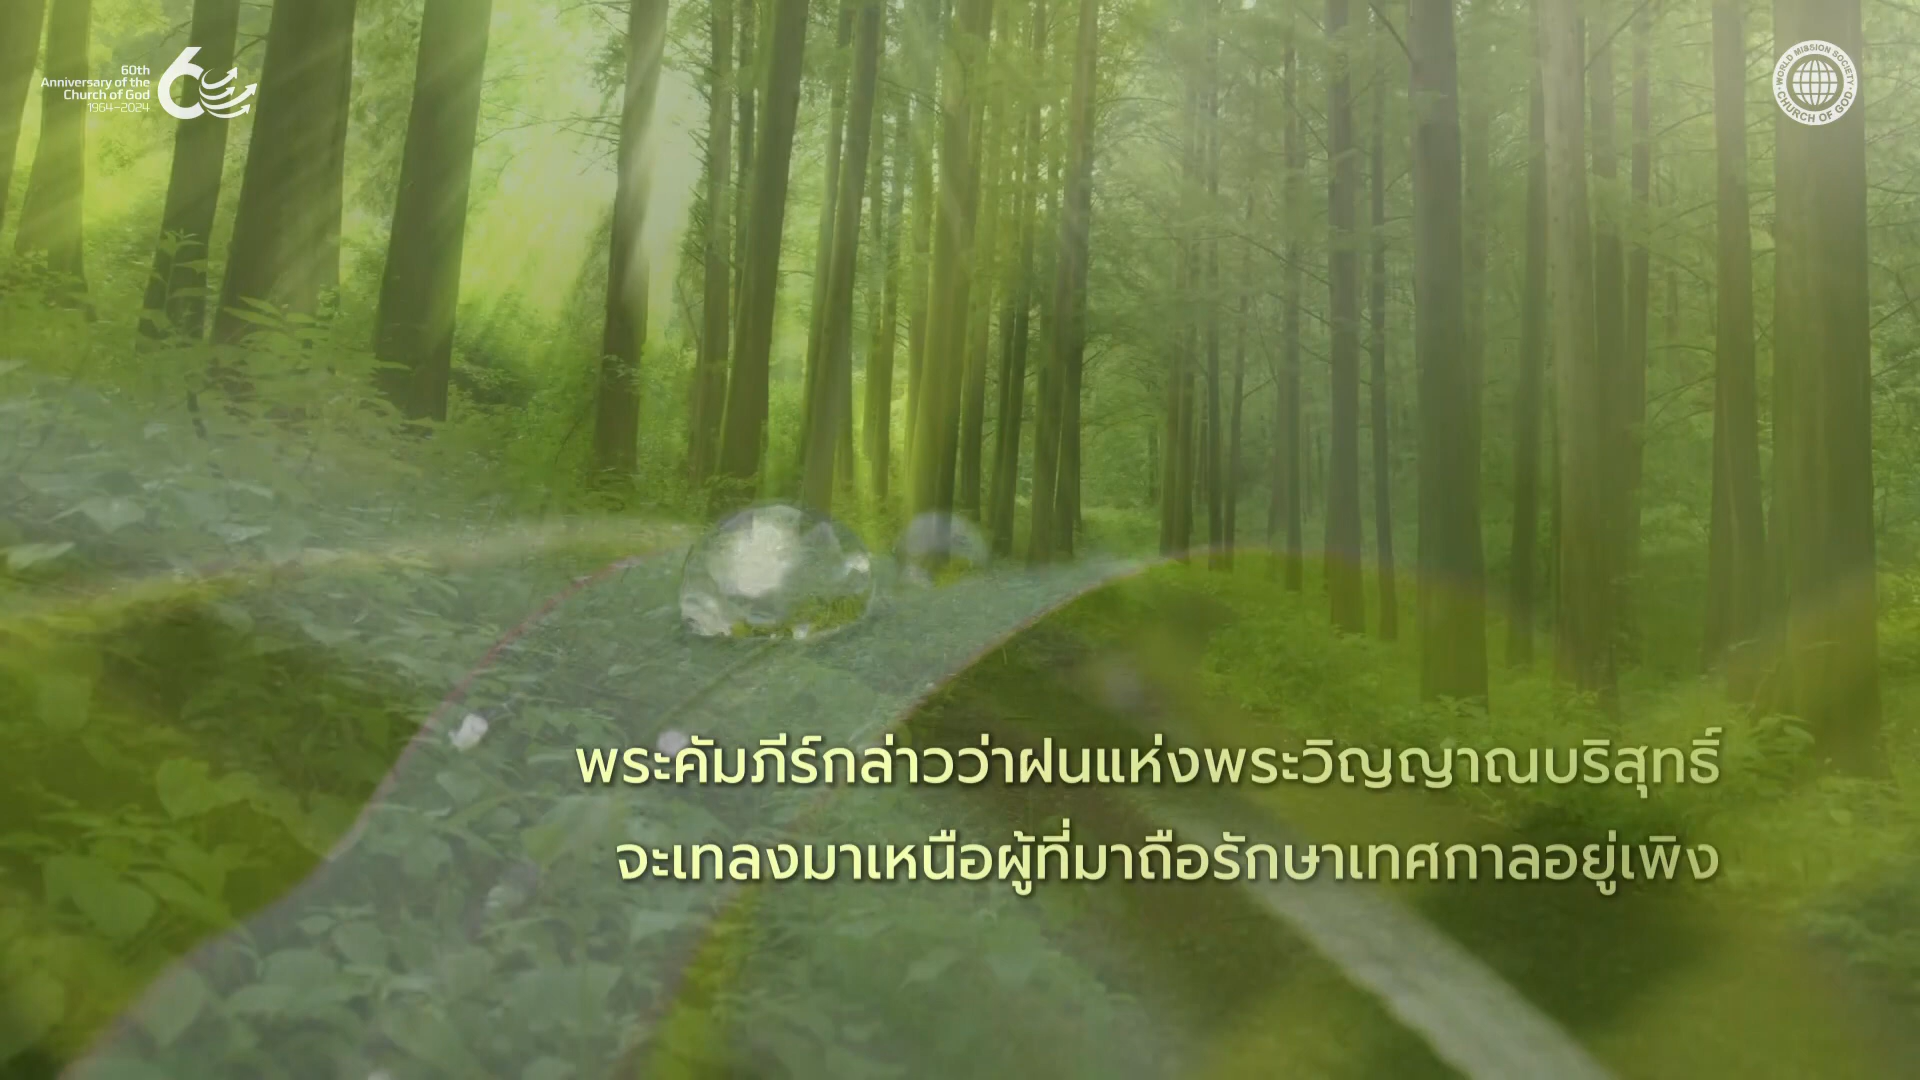 60th
Anniversary of the
Church of God
1964–2024
WORLD MISSION SOCIETY
CHURCH OF GOD
พระคัมภีร์กล่าวว่าฝนแห่งพระวิญญาณบริสุทธิ์
จะเทลงมาเหนือผู้ที่มาถือรักษาเทศกาลอยู่เพิง